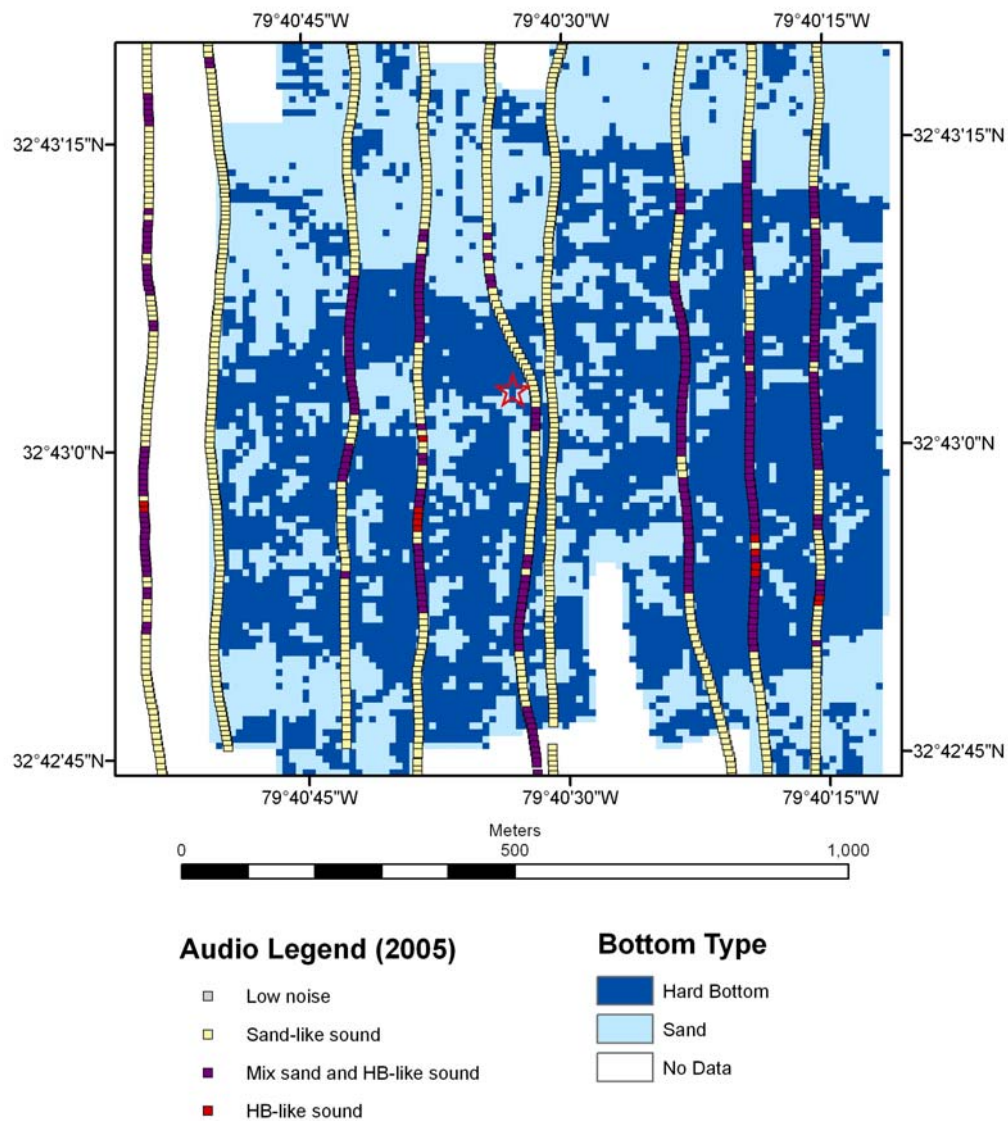 79°40'45"W 79°40'30"W 79°40'15"W
32°43'15"N 32°43'15"N
32°43'0"N 32°43'0"N
32°42'45"N 32°42'45"N
79°40'45"W 79°40'30"W 79°40'15"W
Meters
0 500 1,000
Audio Legend (2005)
Low noise
Sand-like sound
Mix sand and HB-like sound
HB-like sound
Bottom Type
Hard Bottom
Sand
No Data